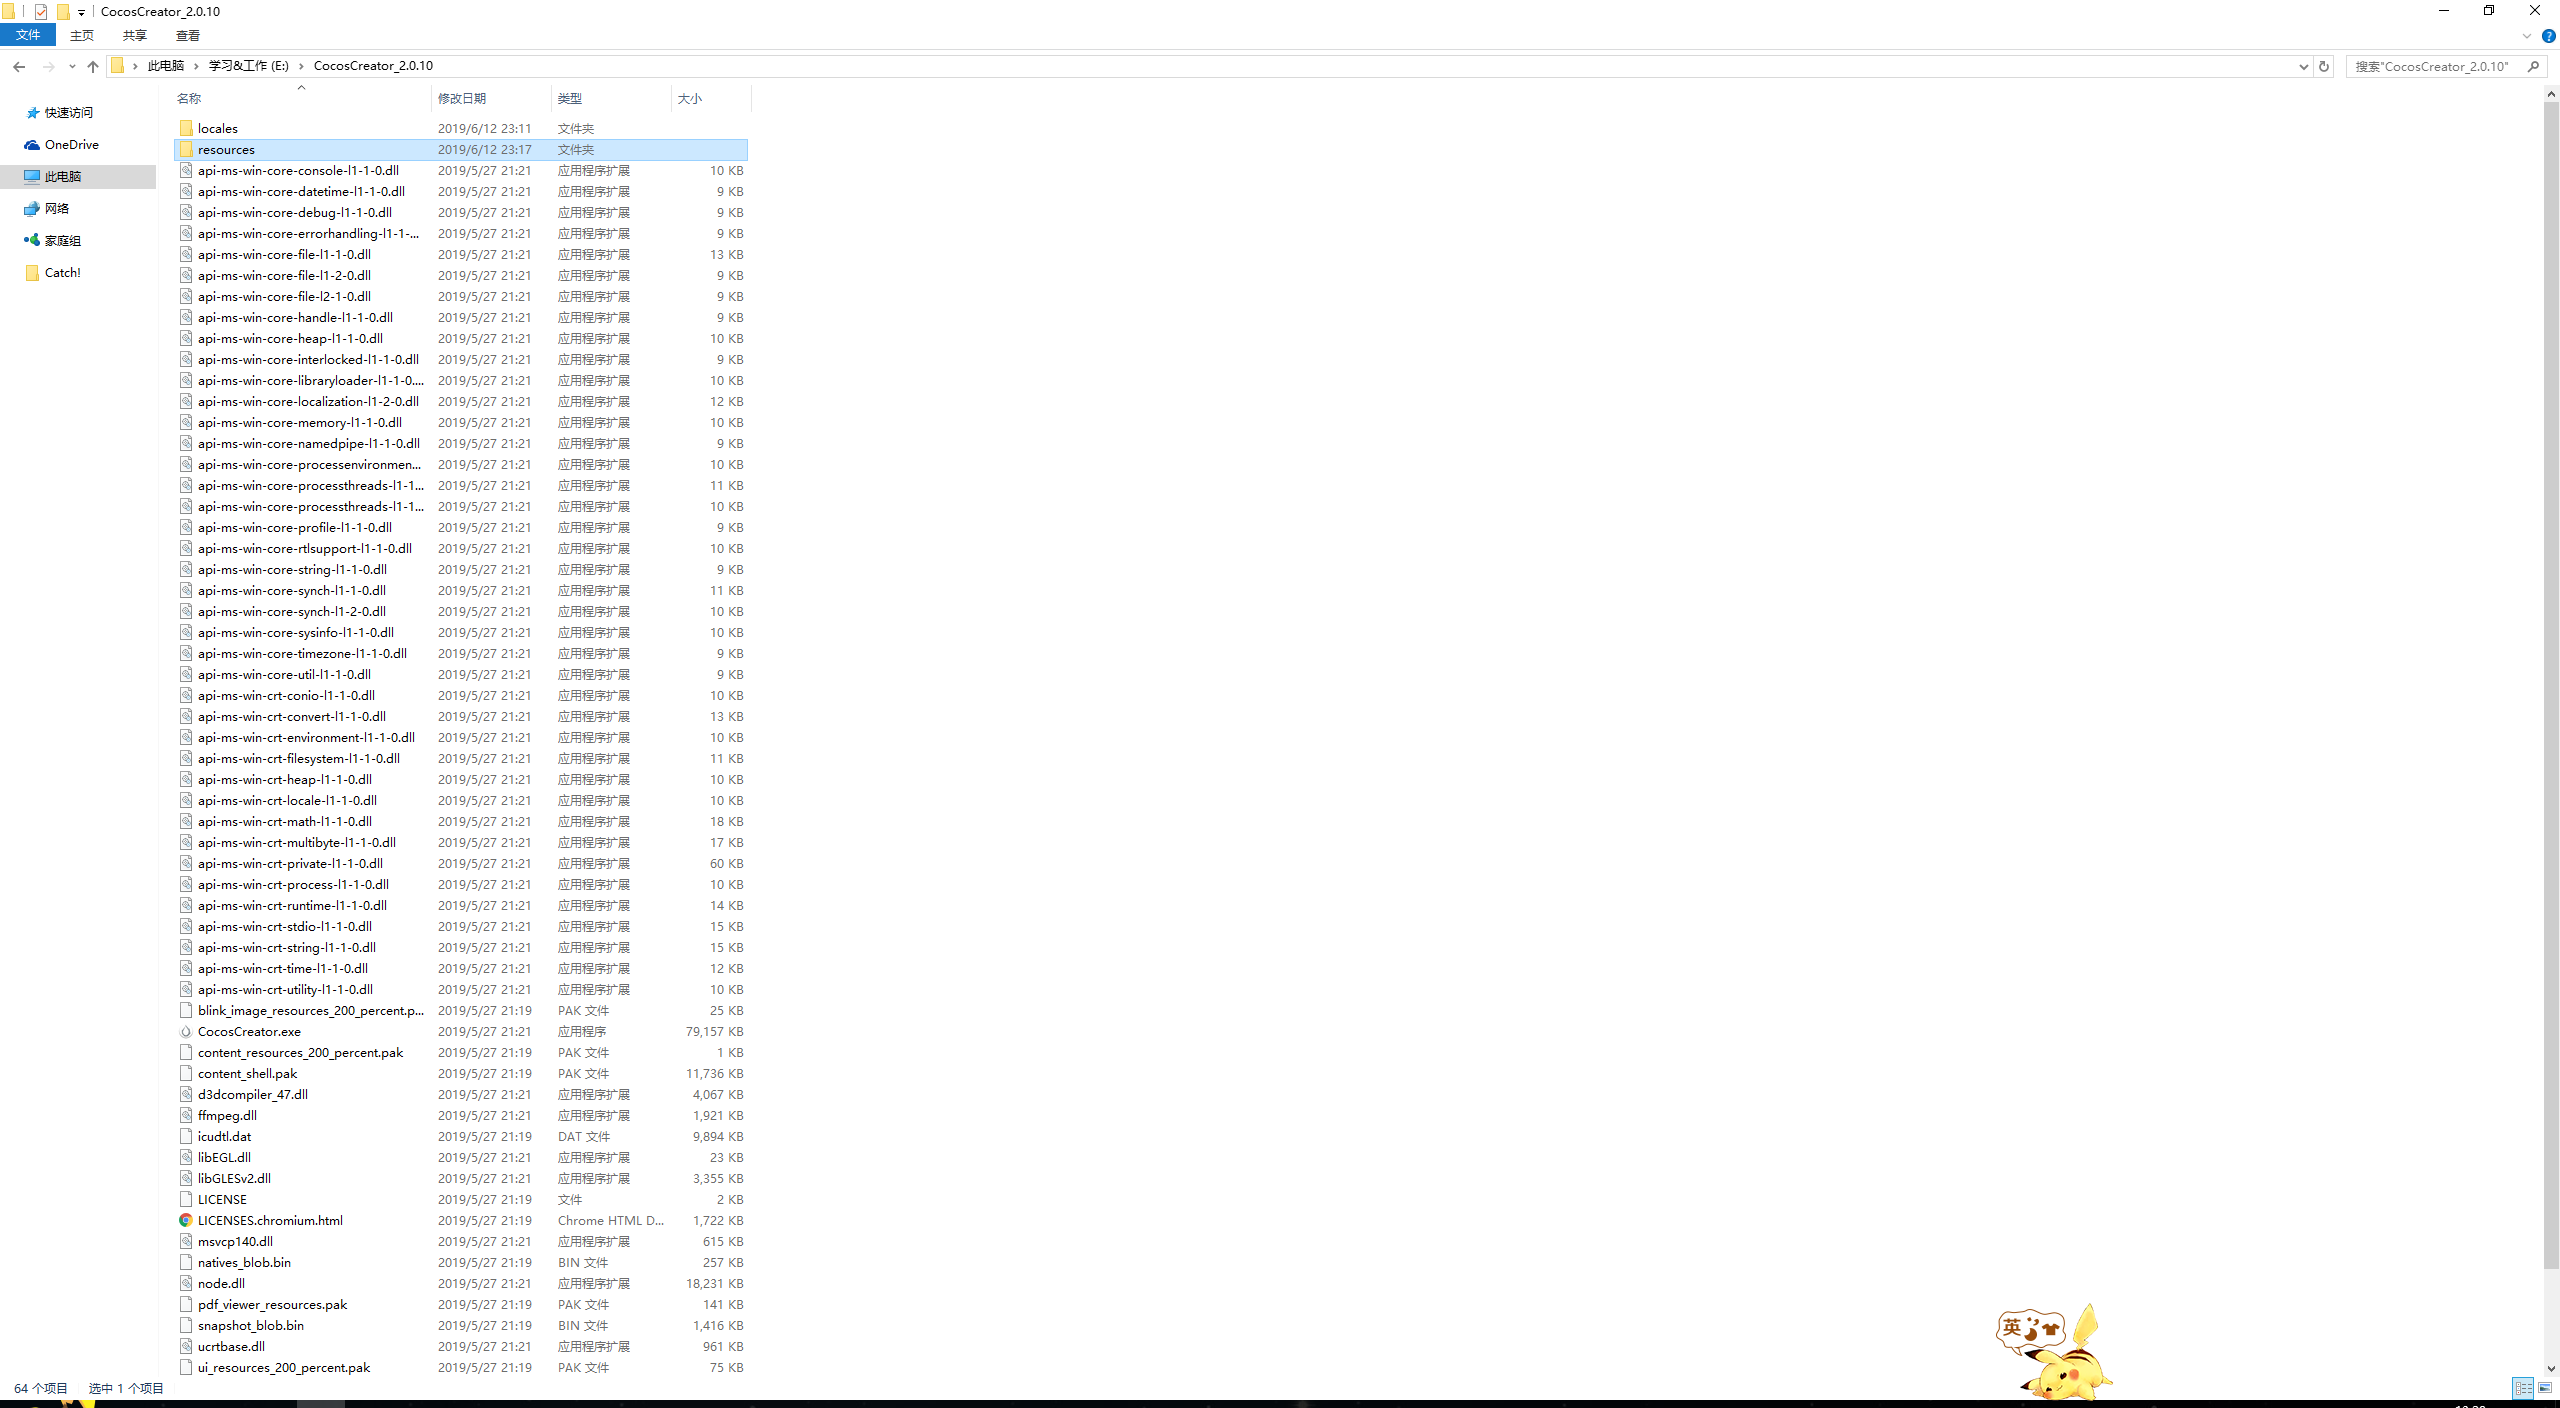 CocosCreator_2.0.10
文件 主页 共享 查看
此电脑 学习&工作 (E:) CocosCreator_2.0.10 搜索"CocosCreator_2.0.10"
快速访问
OneDrive
此电脑
网络
家庭组
Catch!
名称 修改日期 类型 大小
locales 2019/6/12 23:11 文件夹
resources 2019/6/12 23:17 文件夹
api-ms-win-core-console-l1-1-0.dll 2019/5/27 21:21 应用程序扩展 10 KB
api-ms-win-core-datetime-l1-1-0.dll 2019/5/27 21:21 应用程序扩展 9 KB
api-ms-win-core-debug-l1-1-0.dll 2019/5/27 21:21 应用程序扩展 9 KB
api-ms-win-core-errorhandling-l1-1-... 2019/5/27 21:21 应用程序扩展 9 KB
api-ms-win-core-file-l1-1-0.dll 2019/5/27 21:21 应用程序扩展 13 KB
api-ms-win-core-file-l1-2-0.dll 2019/5/27 21:21 应用程序扩展 9 KB
api-ms-win-core-file-l2-1-0.dll 2019/5/27 21:21 应用程序扩展 9 KB
api-ms-win-core-handle-l1-1-0.dll 2019/5/27 21:21 应用程序扩展 9 KB
api-ms-win-core-heap-l1-1-0.dll 2019/5/27 21:21 应用程序扩展 10 KB
api-ms-win-core-interlocked-l1-1-0.dll 2019/5/27 21:21 应用程序扩展 9 KB
api-ms-win-core-libraryloader-l1-1-0.... 2019/5/27 21:21 应用程序扩展 10 KB
api-ms-win-core-localization-l1-2-0.dll 2019/5/27 21:21 应用程序扩展 12 KB
api-ms-win-core-memory-l1-1-0.dll 2019/5/27 21:21 应用程序扩展 10 KB
api-ms-win-core-namedpipe-l1-1-0.dll 2019/5/27 21:21 应用程序扩展 9 KB
api-ms-win-core-processenvironmen... 2019/5/27 21:21 应用程序扩展 10 KB
api-ms-win-core-processthreads-l1-1... 2019/5/27 21:21 应用程序扩展 11 KB
api-ms-win-core-processthreads-l1-1... 2019/5/27 21:21 应用程序扩展 10 KB
api-ms-win-core-profile-l1-1-0.dll 2019/5/27 21:21 应用程序扩展 9 KB
api-ms-win-core-rtlsupport-l1-1-0.dll 2019/5/27 21:21 应用程序扩展 10 KB
api-ms-win-core-string-l1-1-0.dll 2019/5/27 21:21 应用程序扩展 9 KB
api-ms-win-core-synch-l1-1-0.dll 2019/5/27 21:21 应用程序扩展 11 KB
api-ms-win-core-synch-l1-2-0.dll 2019/5/27 21:21 应用程序扩展 10 KB
api-ms-win-core-sysinfo-l1-1-0.dll 2019/5/27 21:21 应用程序扩展 10 KB
api-ms-win-core-timezone-l1-1-0.dll 2019/5/27 21:21 应用程序扩展 9 KB
api-ms-win-core-util-l1-1-0.dll 2019/5/27 21:21 应用程序扩展 9 KB
api-ms-win-crt-conio-l1-1-0.dll 2019/5/27 21:21 应用程序扩展 10 KB
api-ms-win-crt-convert-l1-1-0.dll 2019/5/27 21:21 应用程序扩展 13 KB
api-ms-win-crt-environment-l1-1-0.dll 2019/5/27 21:21 应用程序扩展 10 KB
api-ms-win-crt-filesystem-l1-1-0.dll 2019/5/27 21:21 应用程序扩展 11 KB
api-ms-win-crt-heap-l1-1-0.dll 2019/5/27 21:21 应用程序扩展 10 KB
api-ms-win-crt-locale-l1-1-0.dll 2019/5/27 21:21 应用程序扩展 10 KB
api-ms-win-crt-math-l1-1-0.dll 2019/5/27 21:21 应用程序扩展 18 KB
api-ms-win-crt-multibyte-l1-1-0.dll 2019/5/27 21:21 应用程序扩展 17 KB
api-ms-win-crt-private-l1-1-0.dll 2019/5/27 21:21 应用程序扩展 60 KB
api-ms-win-crt-process-l1-1-0.dll 2019/5/27 21:21 应用程序扩展 10 KB
api-ms-win-crt-runtime-l1-1-0.dll 2019/5/27 21:21 应用程序扩展 14 KB
api-ms-win-crt-stdio-l1-1-0.dll 2019/5/27 21:21 应用程序扩展 15 KB
api-ms-win-crt-string-l1-1-0.dll 2019/5/27 21:21 应用程序扩展 15 KB
api-ms-win-crt-time-l1-1-0.dll 2019/5/27 21:21 应用程序扩展 12 KB
api-ms-win-crt-utility-l1-1-0.dll 2019/5/27 21:21 应用程序扩展 10 KB
blink_image_resources_200_percent.p... 2019/5/27 21:19 PAK 文件 25 KB
CocosCreator.exe 2019/5/27 21:21 应用程序 79,157 KB
content_resources_200_percent.pak 2019/5/27 21:19 PAK 文件 1 KB
content_shell.pak 2019/5/27 21:19 PAK 文件 11,736 KB
d3dcompiler_47.dll 2019/5/27 21:21 应用程序扩展 4,067 KB
ffmpeg.dll 2019/5/27 21:21 应用程序扩展 1,921 KB
icudtl.dat 2019/5/27 21:19 DAT 文件 9,894 KB
libEGL.dll 2019/5/27 21:21 应用程序扩展 23 KB
libGLESv2.dll 2019/5/27 21:21 应用程序扩展 3,355 KB
LICENSE 2019/5/27 21:19 文件 2 KB
LICENSES.chromium.html 2019/5/27 21:19 Chrome HTML D... 1,722 KB
msvcp140.dll 2019/5/27 21:21 应用程序扩展 615 KB
natives_blob.bin 2019/5/27 21:19 BIN 文件 257 KB
node.dll 2019/5/27 21:21 应用程序扩展 18,231 KB
pdf_viewer_resources.pak 2019/5/27 21:19 PAK 文件 141 KB
snapshot_blob.bin 2019/5/27 21:19 BIN 文件 1,416 KB
ucrtbase.dll 2019/5/27 21:21 应用程序扩展 961 KB
ui_resources_200_percent.pak 2019/5/27 21:19 PAK 文件 75 KB
英
64 个项目 选中 1 个项目